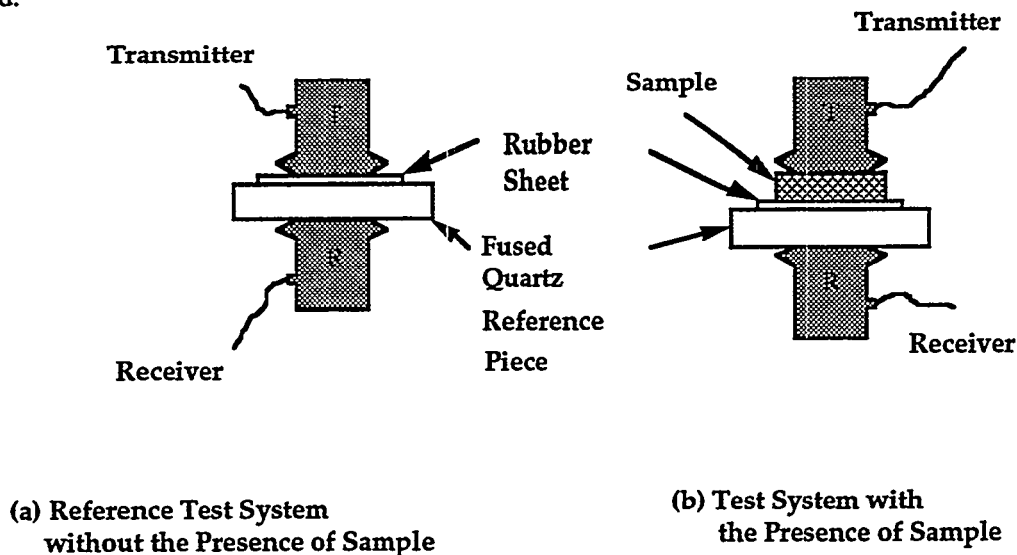 d.
Transmitter
T
Rubber
Sheet
R
Fused
Quartz
Reference
Piece
Receiver
Transmitter
Sample
T
R
Receiver
(a) Reference Test System
without the Presence of Sample
(b) Test System with
the Presence of Sample